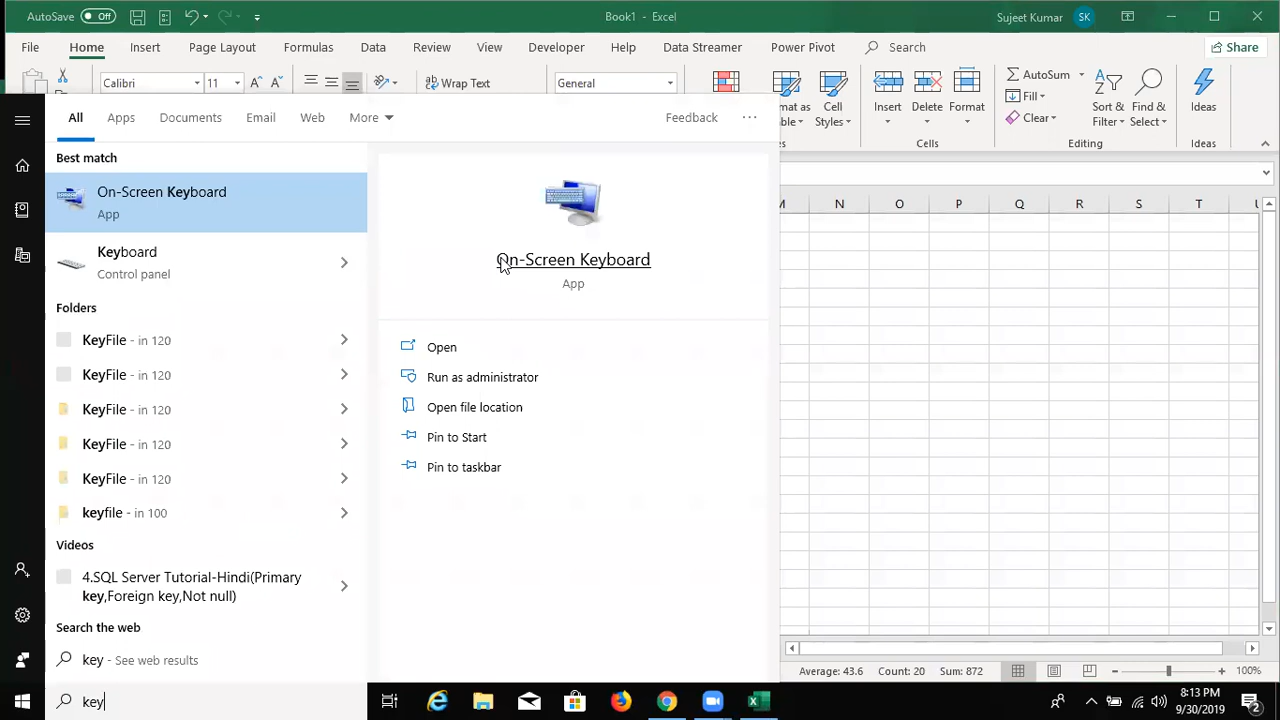 AutoSave Off
Book1 - Excel
Sujeet Kumar SK
File Home Insert Page Layout Formulas Data Review View Developer Help Data Streamer Power Pivot Search Share
Calibri 11 Wrap Text General
Insert Delete Format
AutoSum
Fill
Clear
Sort & Filter
Find & Select
Ideas
Cell Styles
Cells Editing Ideas
All Apps Documents Email Web More Feedback
Best match
On-Screen Keyboard
App
Keyboard
Control panel
Folders
KeyFile - in 120
KeyFile - in 120
KeyFile - in 120
KeyFile - in 120
KeyFile - in 120
keyfile - in 100
Videos
4.SQL Server Tutorial-Hindi(Primary
key,Foreign key,Not null)
Search the web
key - See web results
key
On-Screen Keyboard
App
Open
Run as administrator
Open file location
Pin to Start
Pin to taskbar
N O P Q R S T
Average: 43.6 Count: 20 Sum: 872 100%
8:13 PM
9/30/2019
2